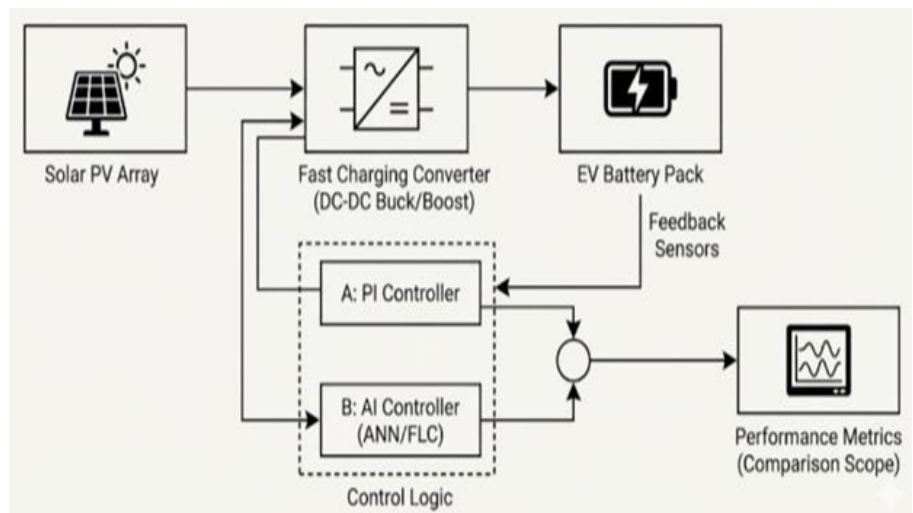 Solar PV Array
Fast Charging Converter
(DC-DC Buck/Boost)
EV Battery Pack
Feedback
Sensors
A: PI Controller
B: AI Controller
(ANN/FLC)
Control Logic
Performance Metrics
(Comparison Scope)